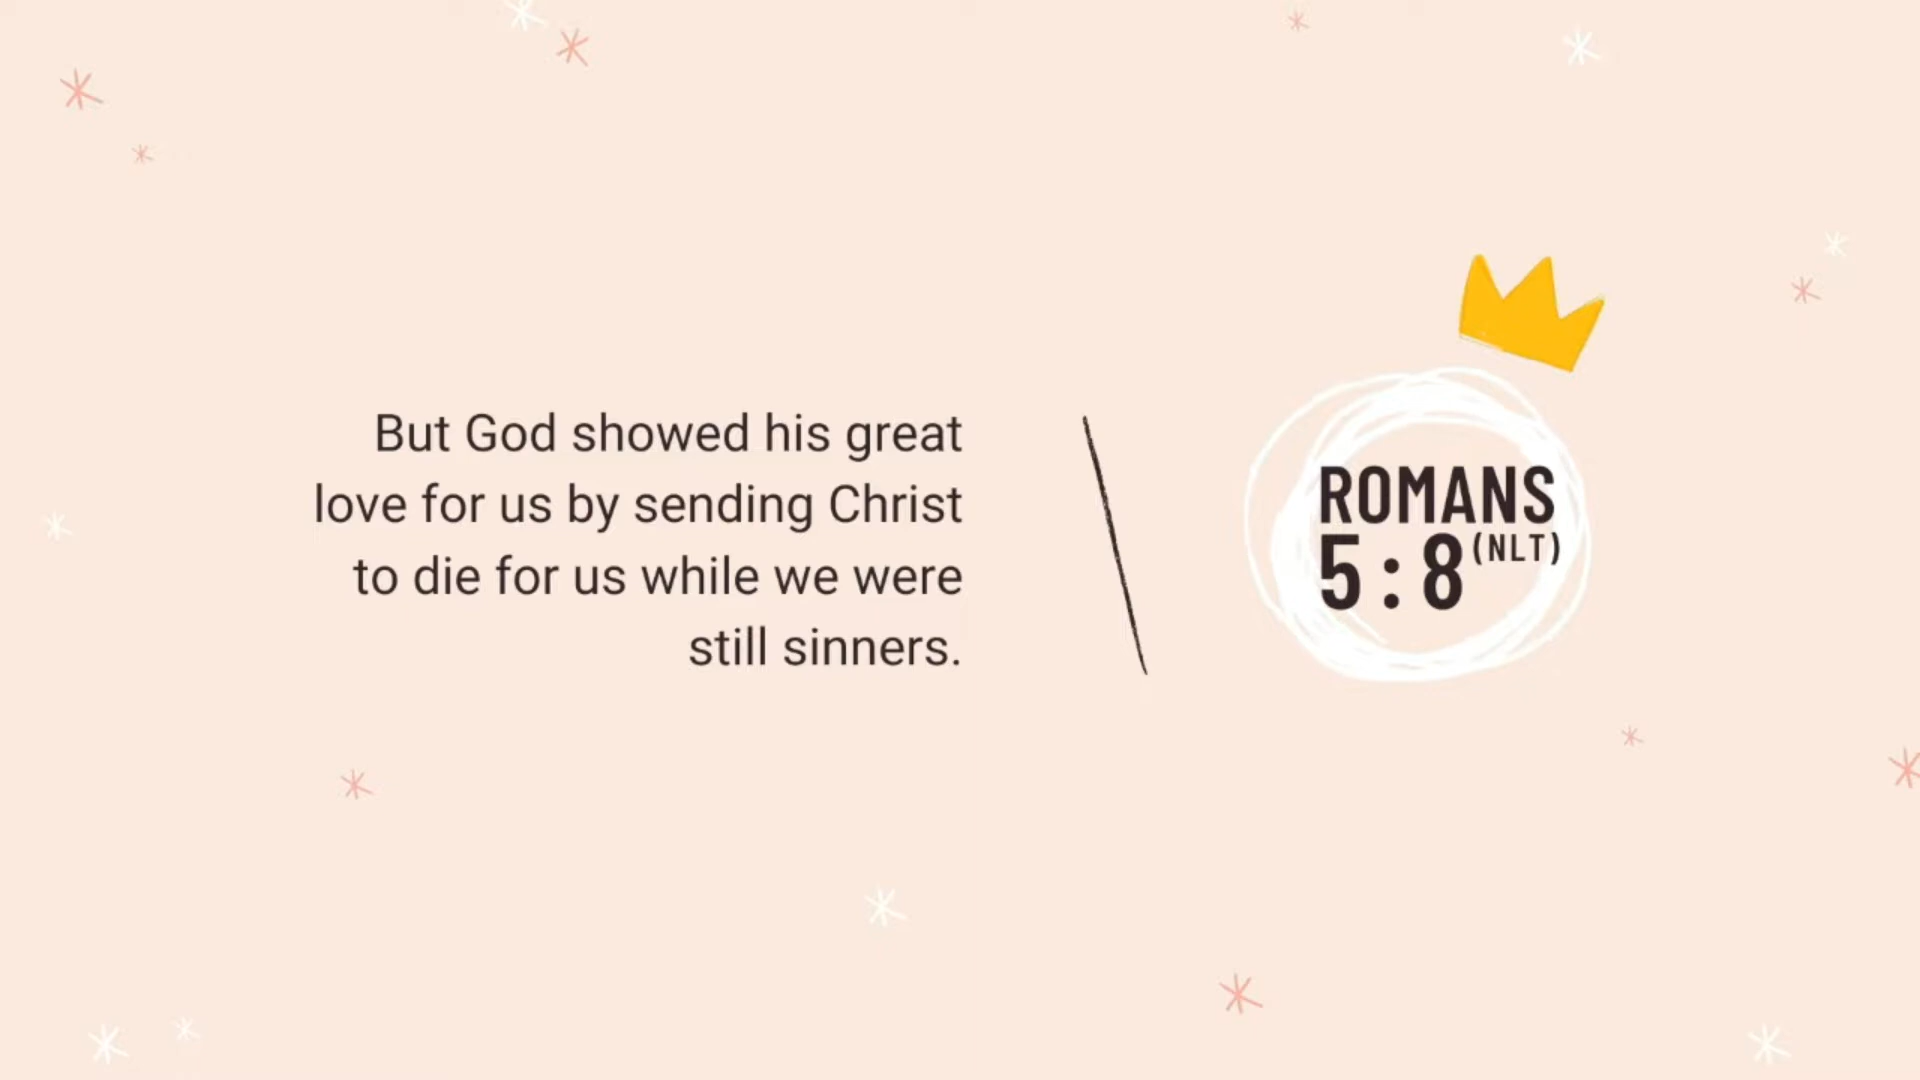 But God showed his great
love for us by sending Christ
to die for us while we were
still sinners.
ROMANS
5:8 (NLT)